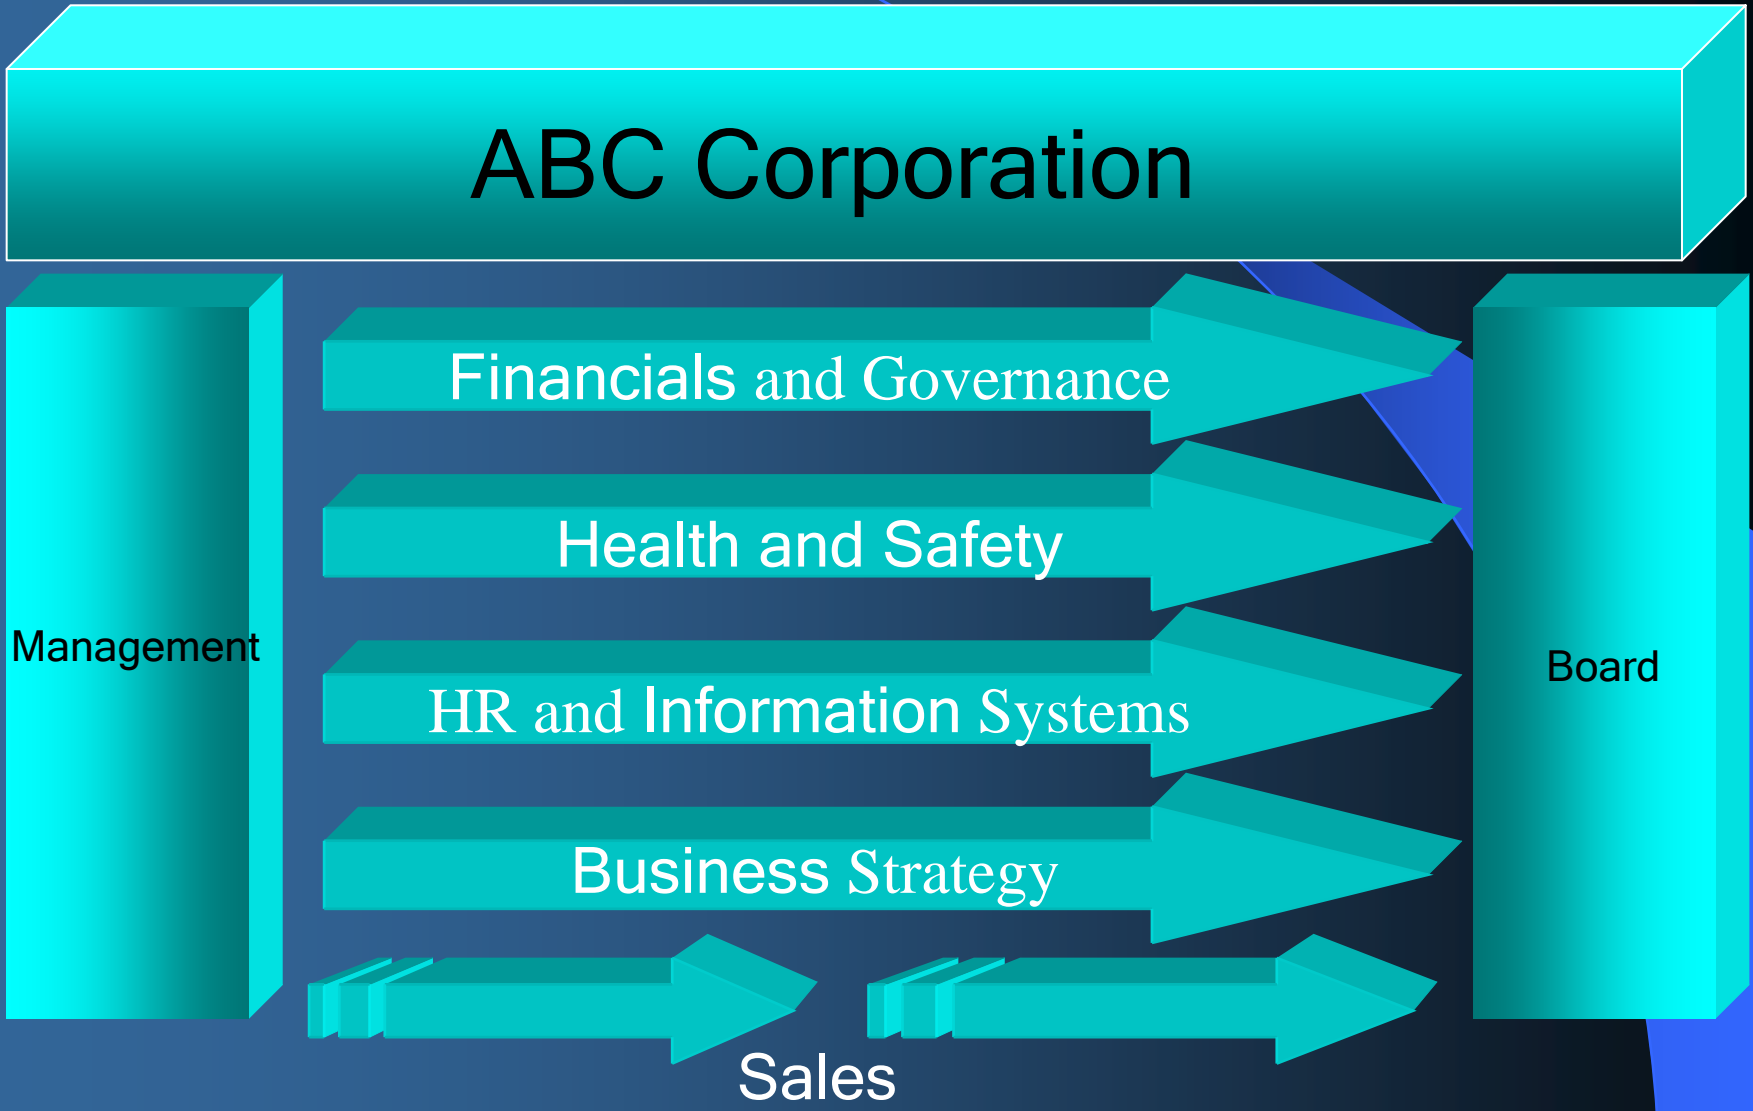 ABC Corporation
Financials and Governance
Health and Safety
Management
HR and Information Systems
Board
Business Strategy
Sales